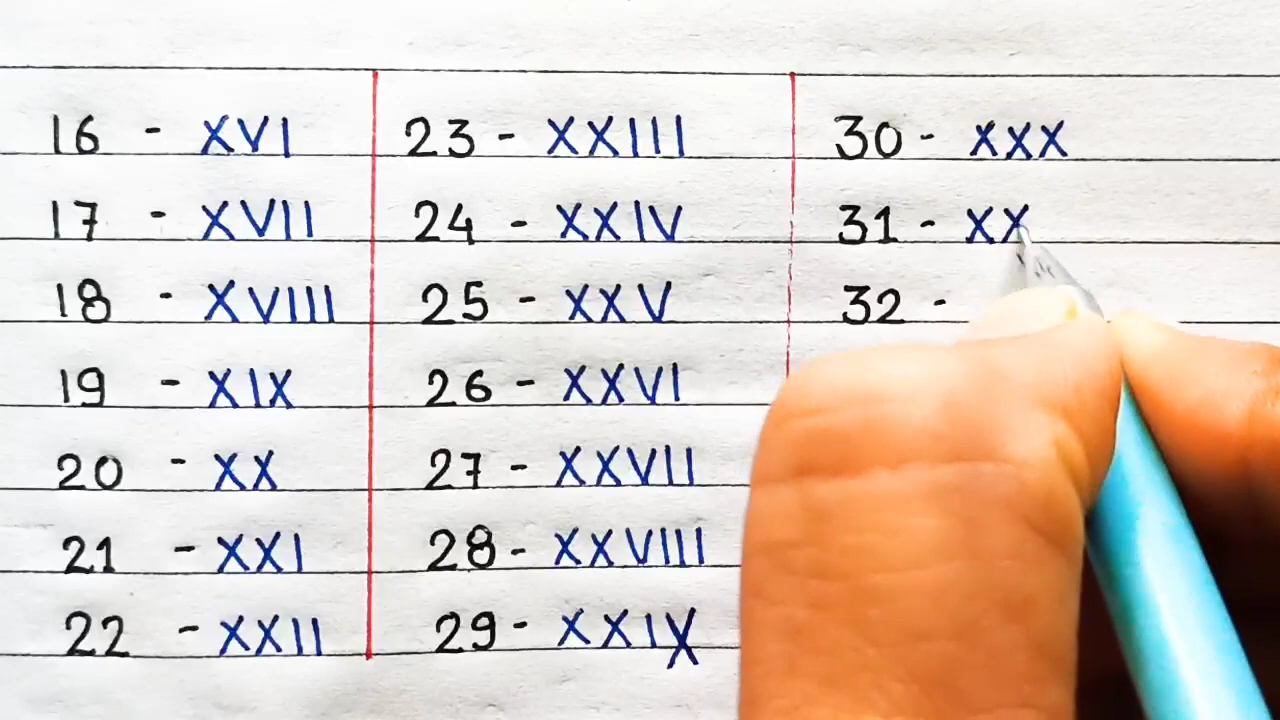 16 - XVI
17 - XVII
18 - XVIII
19 - XIX
20 - XX
21 - XXI
22 - XXII
23 - XXIII
24 - XXIV
25 - XXV
26 - XXVI
27 - XXVII
28 - XXVIII
29 - XXIX
30 - XXX
31 - XX
32 -